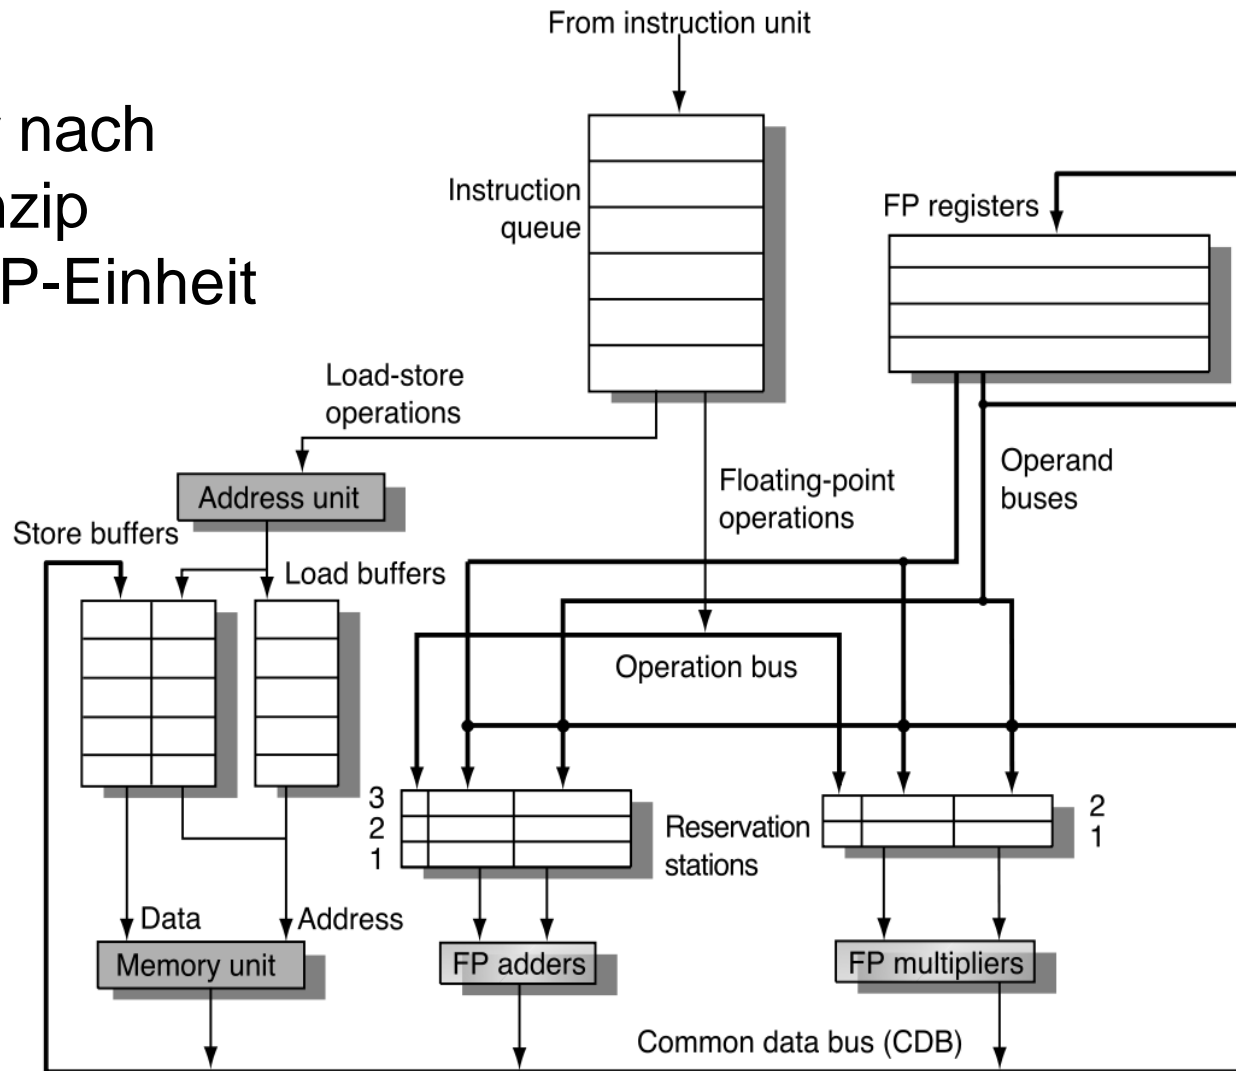 From instruction unit
nach
P-Einheit
Instruction
queue
FP registers
Load-store
operations
Operand
buses
Floating-point
operations
Address unit
Store buffers
Load buffers
Operation bus
3
2
1
Reservation
stations
2
1
Data
Address
Memory unit
FP adders
FP multipliers
Common data bus (CDB)